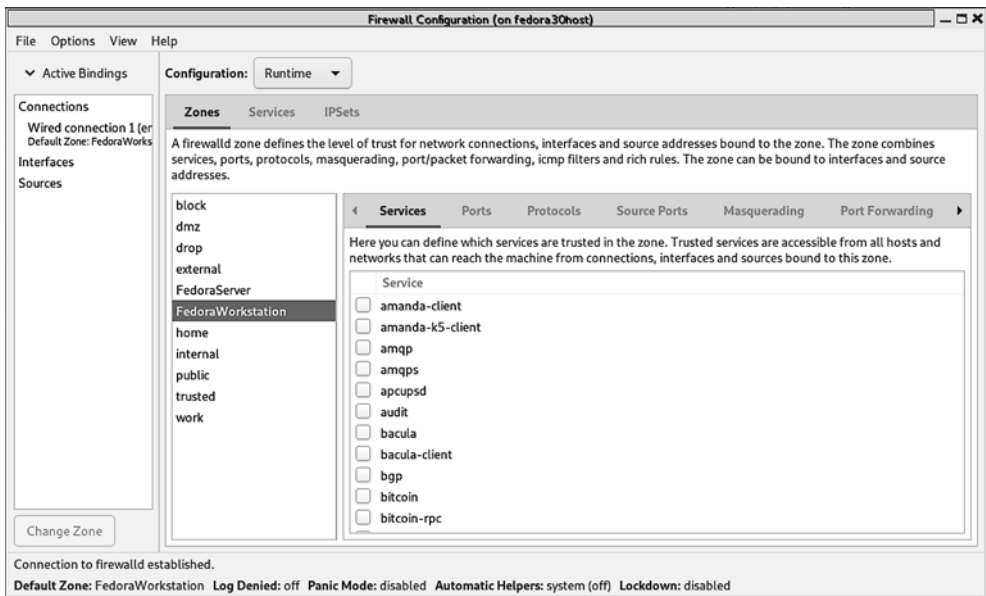 Firewall Configuration (on fedora30host)
File Options View Help
Active Bindings
Configuration: Runtime
Connections
Wired connection 1 (er
Default Zone: FedoraWorks
Interfaces
Sources
Change Zone
Zones Services IPSets
A firewalld zone defines the level of trust for network connections, interfaces and source addresses bound to the zone. The zone combines
services, ports, protocols, masquerading, port/packet forwarding, icmp filters and rich rules. The zone can be bound to interfaces and source
addresses.
block
dmz
drop
external
FedoraServer
FedoraWorkstation
home
internal
public
trusted
work
Services Ports Protocols Source Ports Masquerading Port Forwarding
Here you can define which services are trusted in the zone. Trusted services are accessible from all hosts and
networks that can reach the machine from connections, interfaces and sources bound to this zone.
Service
amanda-client
amanda-k5-client
amqp
amqps
apcupsd
audit
bacula
bacula-client
bgp
bitcoin
bitcoin-rpc
Connection to firewalld established.
Default Zone: FedoraWorkstation Log Denied: off Panic Mode: disabled Automatic Helpers: system (off) Lockdown: disabled